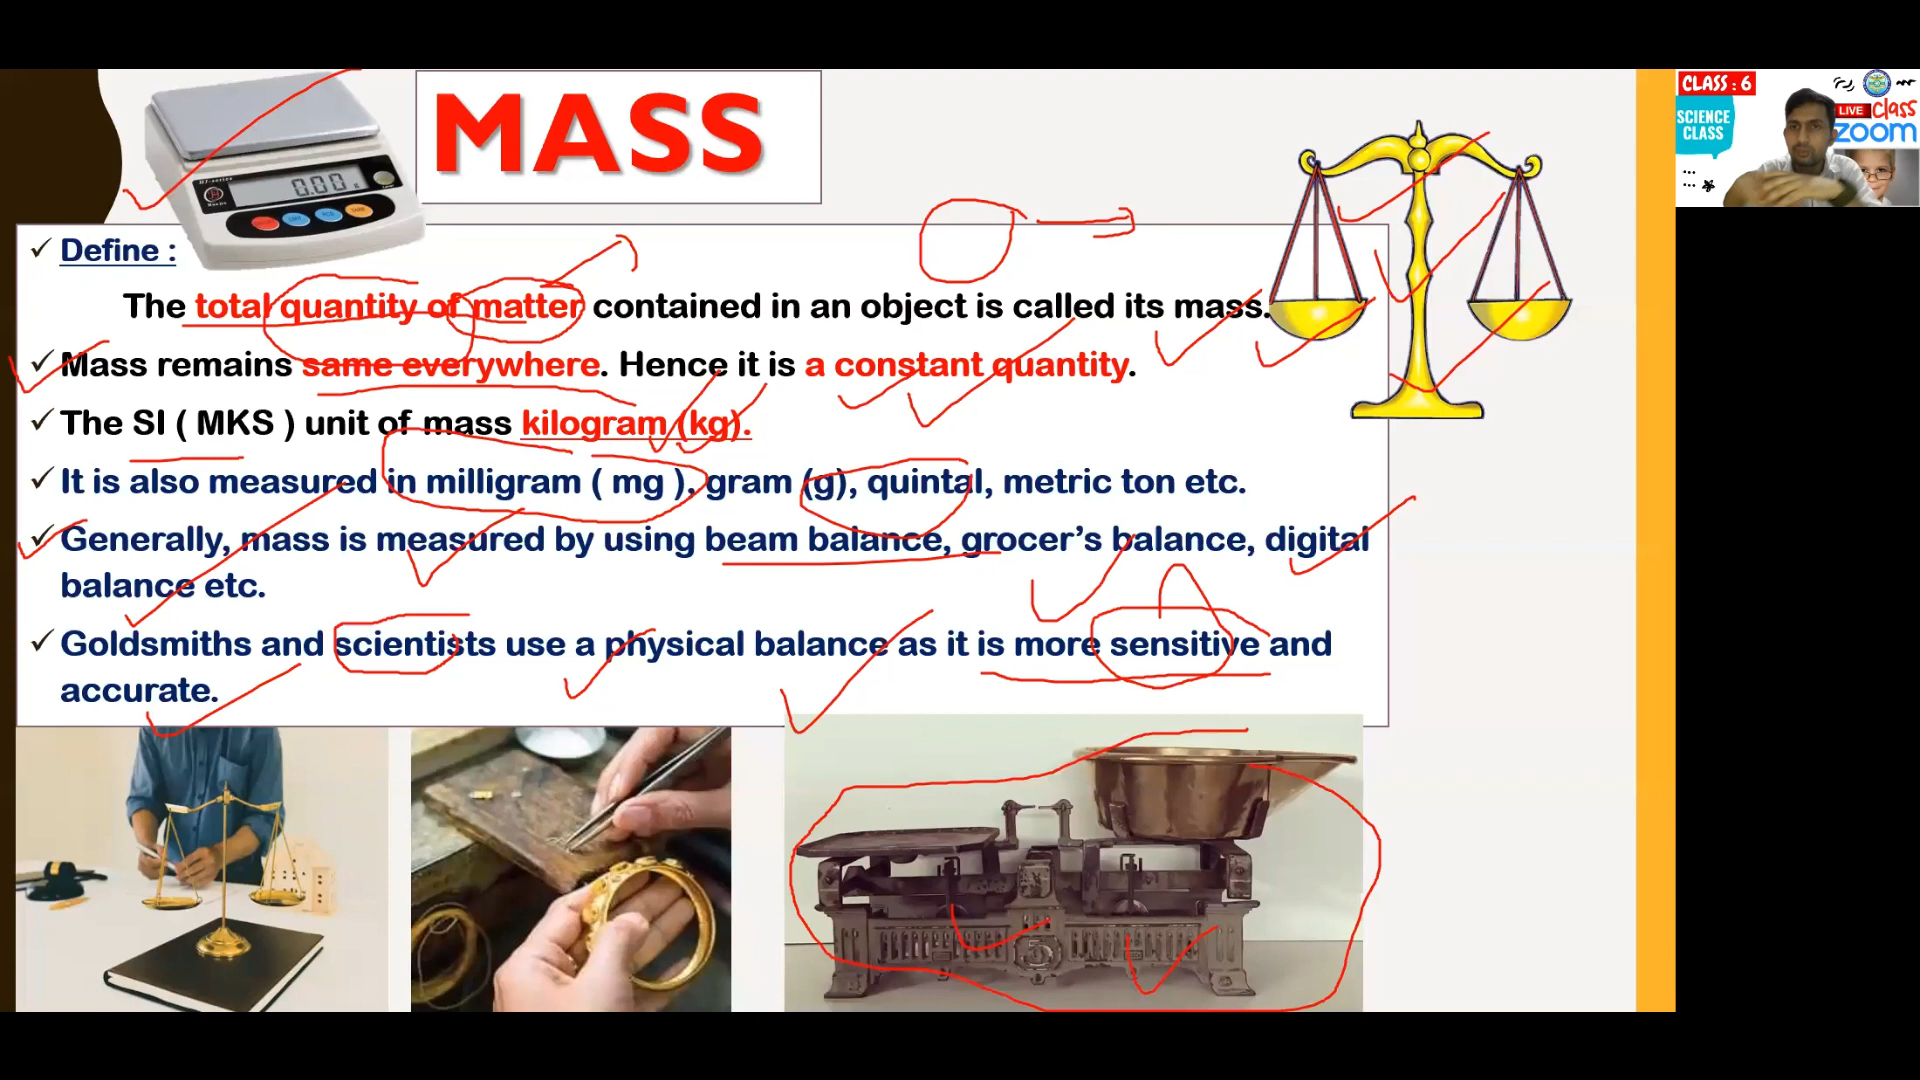 MASS
CLASS : 6
SCIENCE
CLASS
LIVE class
zoom
0.00
✓ Define :
The total quantity of matter contained in an object is called its mass.
✓ Mass remains same everywhere. Hence it is a constant quantity.
✓ The SI ( MKS ) unit of mass kilogram (kg).
✓ It is also measured in milligram ( mg ), gram (g), quintal, metric ton etc.
✓ Generally, mass is measured by using beam balance, grocer’s balance, digital
balance etc.
✓ Goldsmiths and scientists use a physical balance as it is more sensitive and
accurate.
5